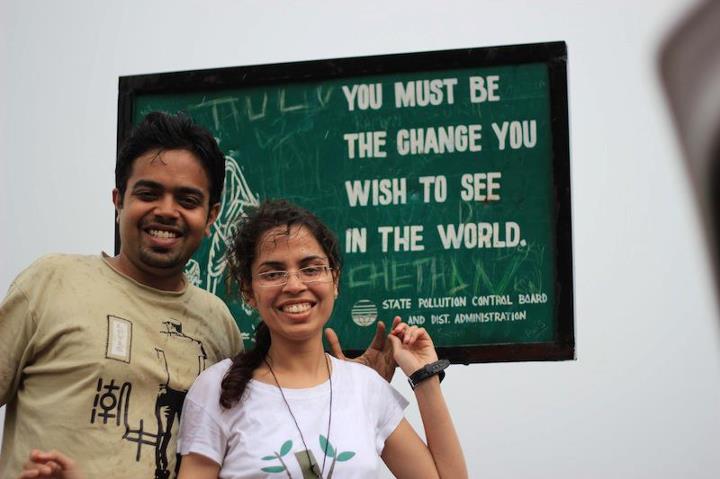 YOU MUST BE
THE CHANGE YOU
WISH TO SEE
IN THE WORLD.
CHETHAN
STATE POLLUTION CONTROL BOARD
AND DIST. ADMINISTRATION
潮